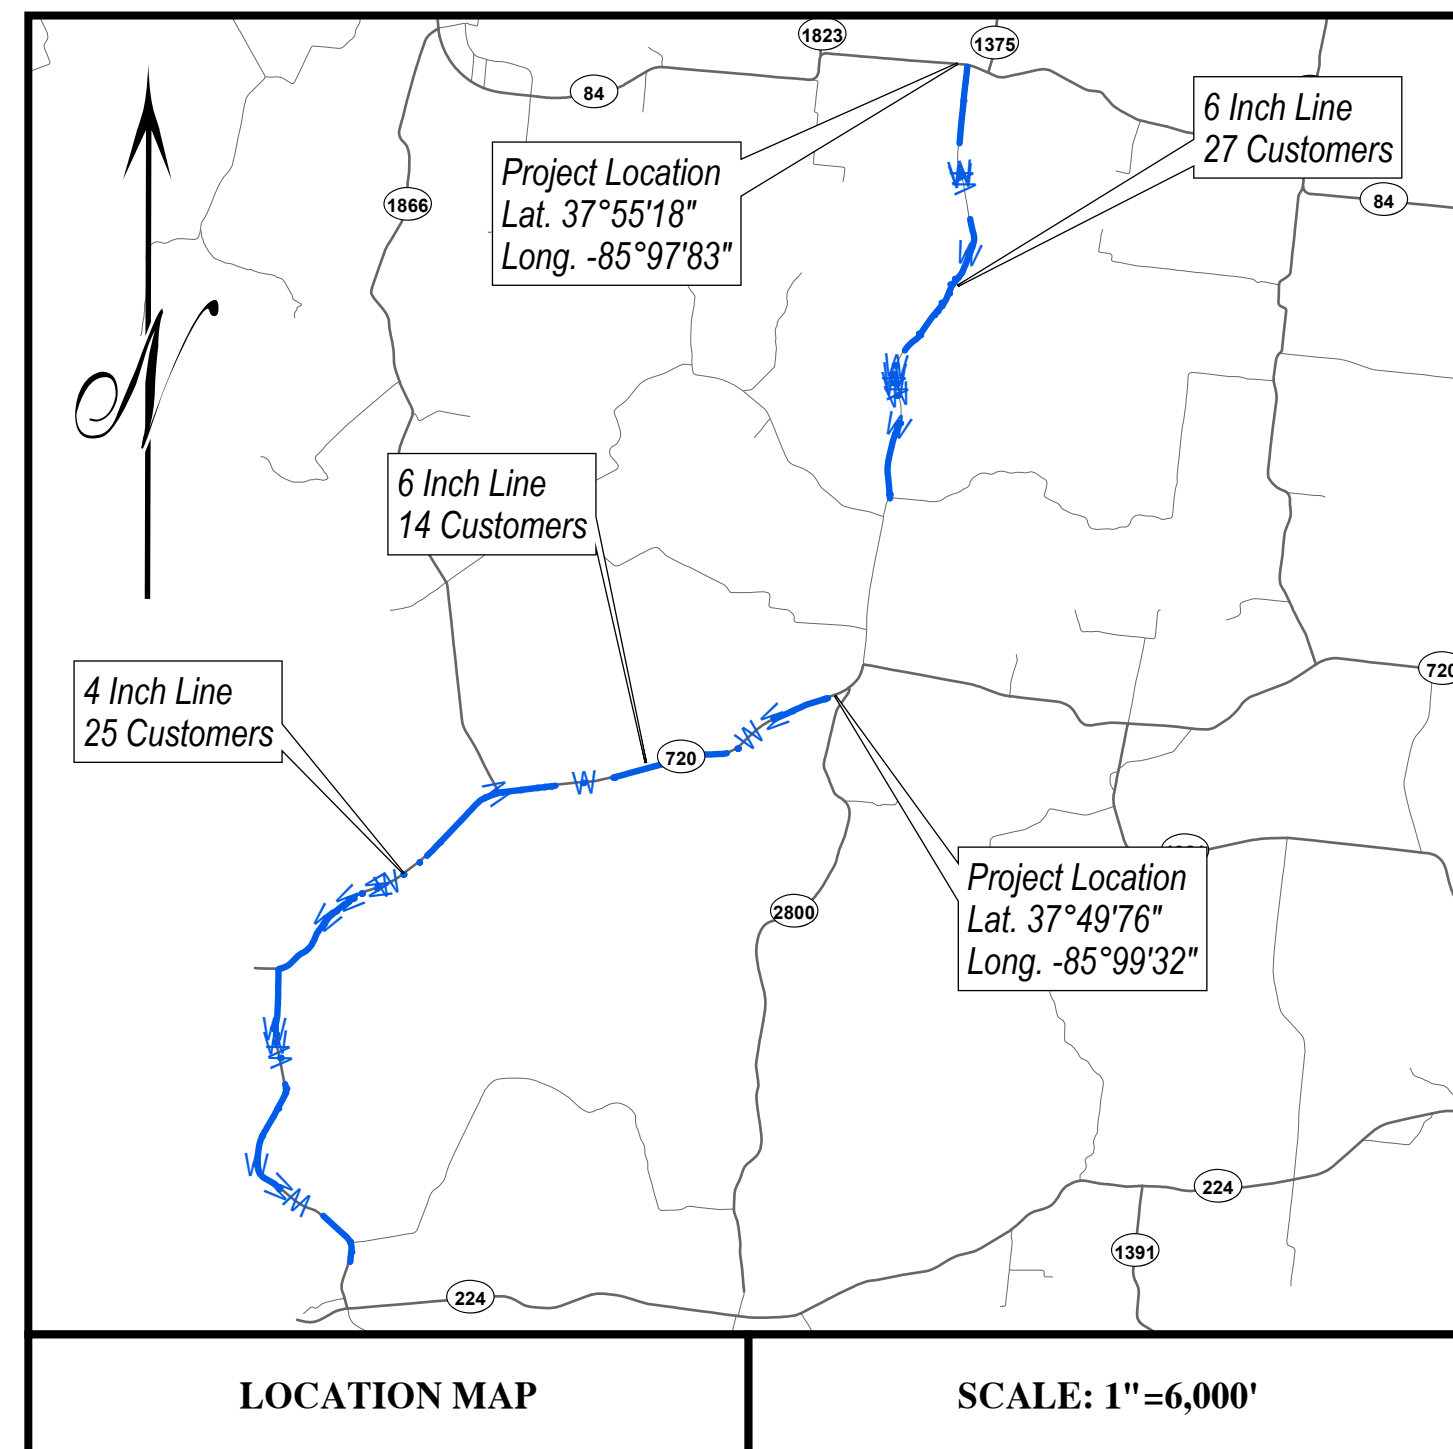 1823
1375
84
6 Inch Line
27 Customers
Project Location
Lat. 37°55'18"
Long. -85°97'83"
1866
84
W
W
W
N
W
W
W
W
6 Inch Line
14 Customers
4 Inch Line
25 Customers
720
720
W
W
W
W
W
W
W
Project Location
Lat. 37°49'76"
Long. -85°99'32"
2800
W
W
W
W
W
W
224
1391
224
LOCATION MAP
SCALE: 1"=6,000'